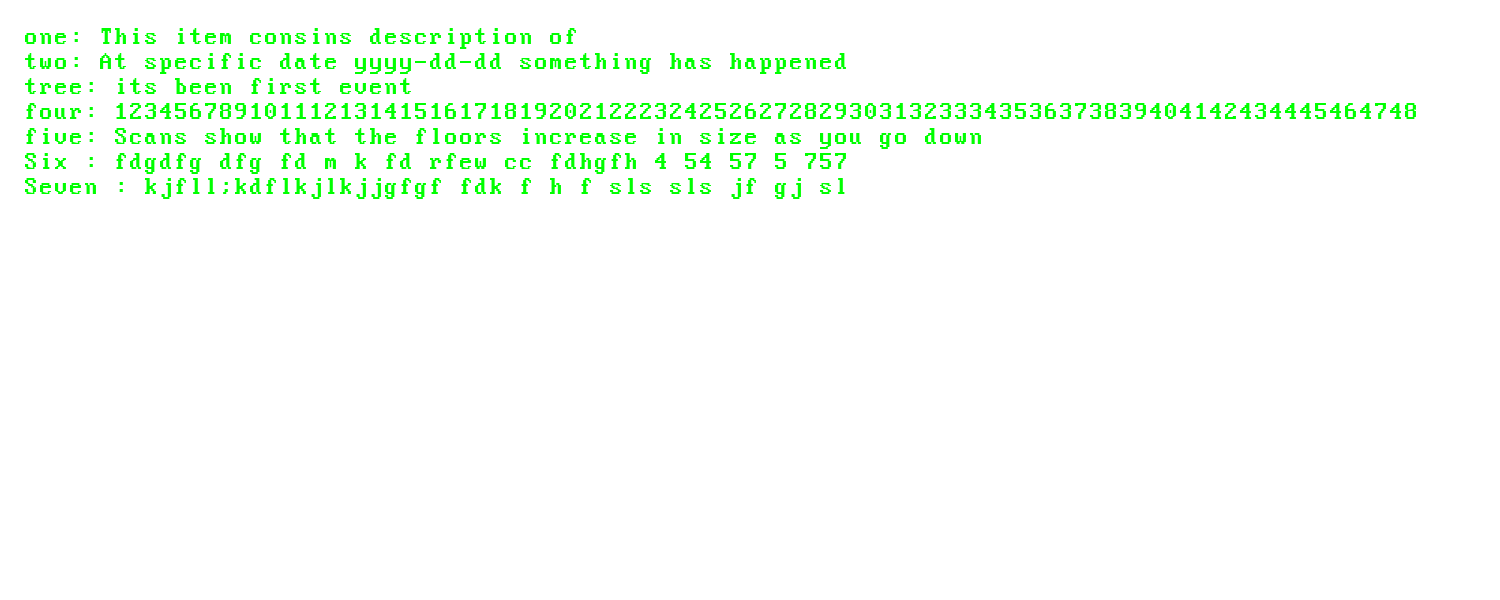 one: This item consins description of
two: At specific date yyyy-dd-dd something has happened
tree: its been first event
four: 123456789101112131415161718192021222324252627282930313233343536373839404142434445464748
five: Scans show that the floors increase in size as you go down
Six : fdgdfg dfg fd m k fd rfew cc fdhgfh 4 54 57 5 757
Seven : kjfll;kdflkjlkjjgfgf fdk f h f sls sls jf gj sl